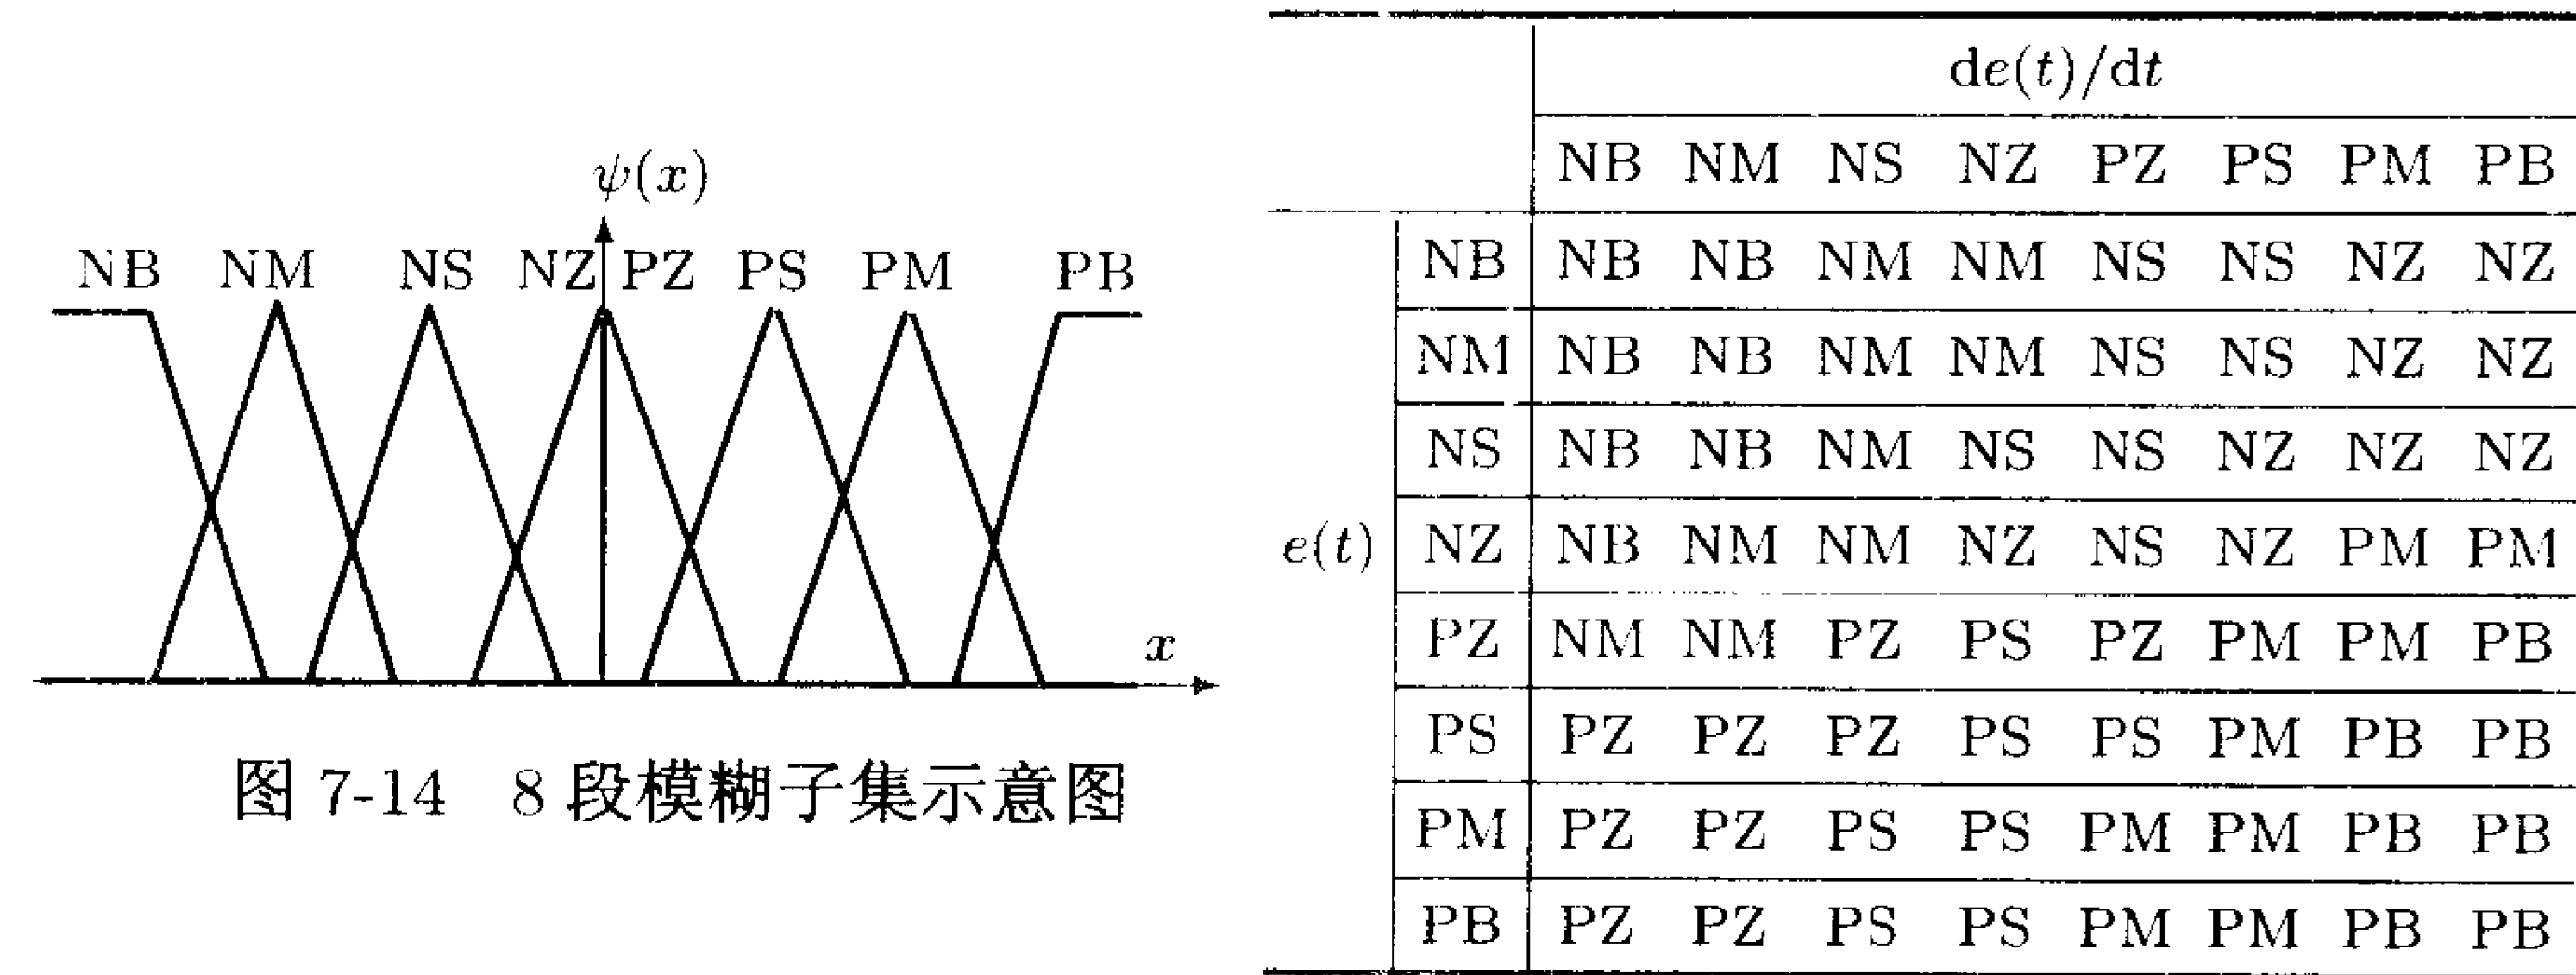 ψ(x)
NB NM NS NZ PZ PS PM PB
x
图 7-14 8 段模糊子集示意图
de(t)/dt
NB NM NS NZ PZ PS PM PB
NB NB NB NM NM NS NS NZ NZ
NM NB NB NM NM NS NS NZ NZ
NS NB NB NM NS NS NZ NZ NZ
e(t) NZ NB NM NM NZ NS NZ PM PM
PZ NM NM PZ PS PZ PM PM PB
PS PZ PZ PZ PS PS PM PB PB
PM PZ PZ PS PS PM PM PB PB
PB PZ PZ PS PS PM PM PB PB